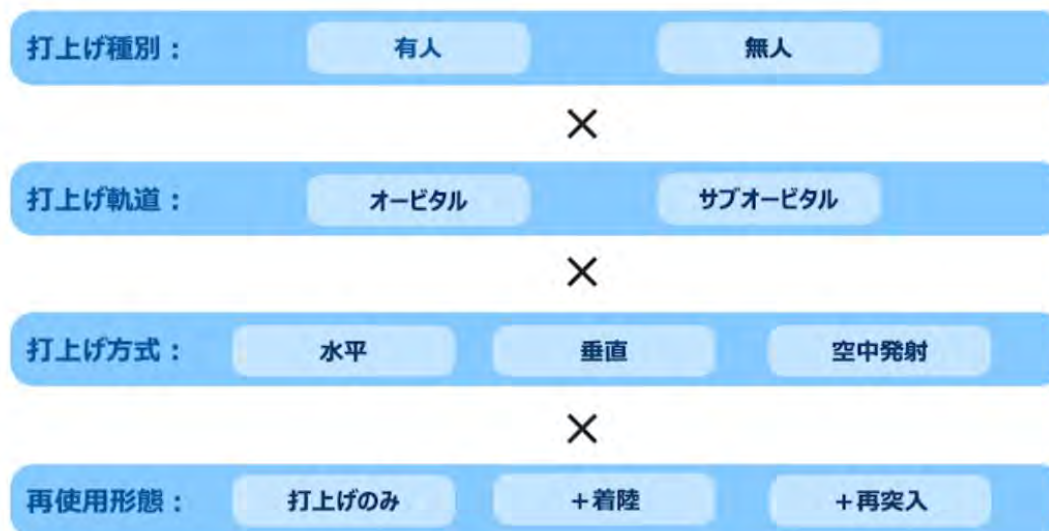 打上げ種別： 有人 無人
×
打上げ軌道： オービタル サブオービタル
×
打上げ方式： 水平 垂直 空中発射
×
再使用形態： 打上げのみ ＋着陸 ＋再突入